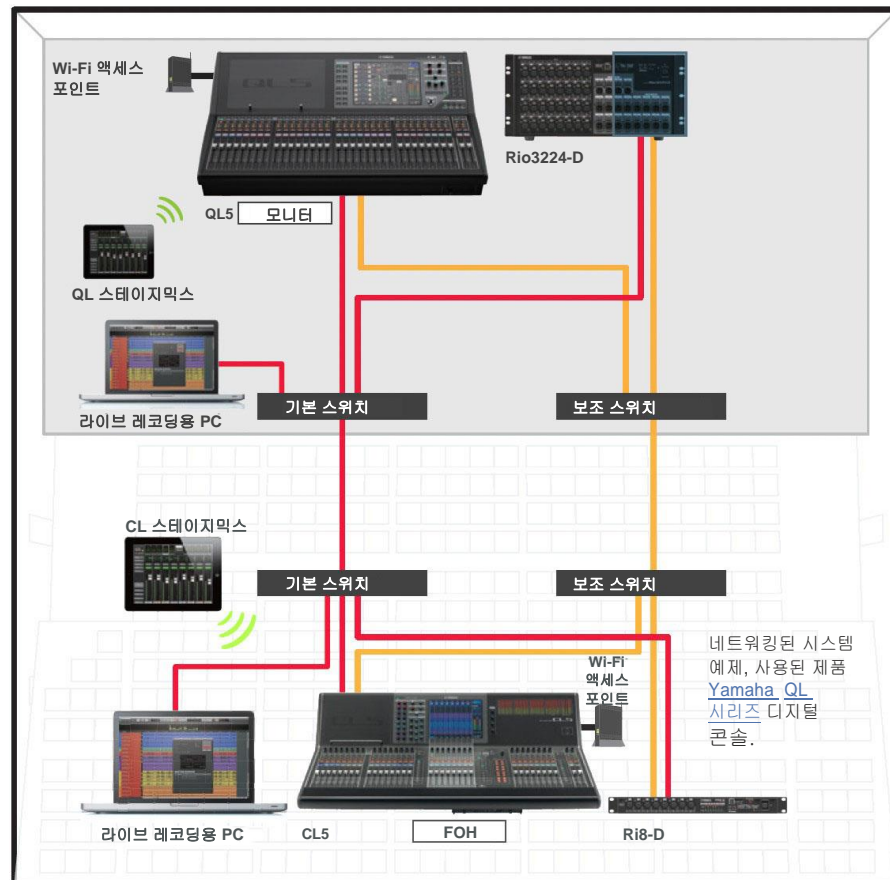 Wi-Fi 액세스
포인트
Rio3224-D
QL5 모니터
QL 스테이지믹스
라이브 레코딩용 PC
기본 스위치
보조 스위치
CL 스테이지믹스
기본 스위치
보조 스위치
Wi-Fi
액세스
포인트
네트워킹된 시스템
예제, 사용된 제품
Yamaha QL
시리즈 디지털
콘솔.
라이브 레코딩용 PC
CL5
FOH
Ri8-D